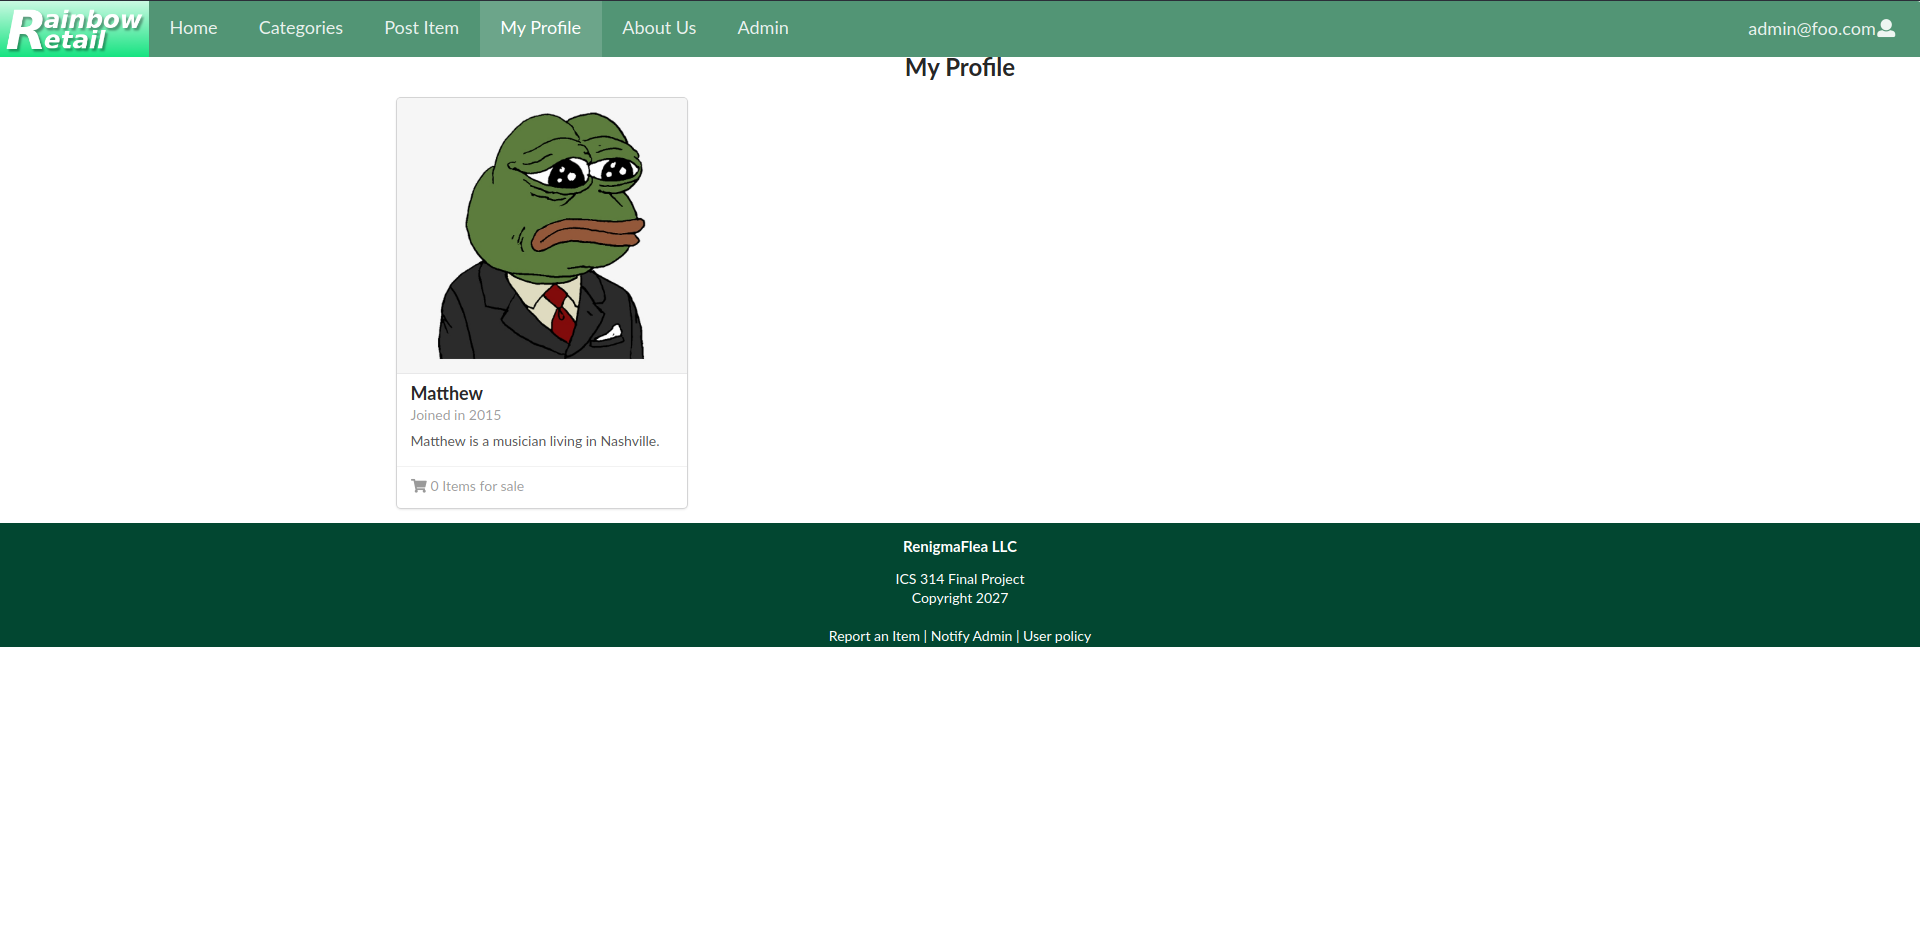 Rainbow
Retail
Home Categories Post Item My Profile About Us Admin admin@foo.com
My Profile
Matthew
Joined in 2015
Matthew is a musician living in Nashville.
0 Items for sale
RenigmaFlea LLC
ICS 314 Final Project
Copyright 2027
Report an Item | Notify Admin | User policy